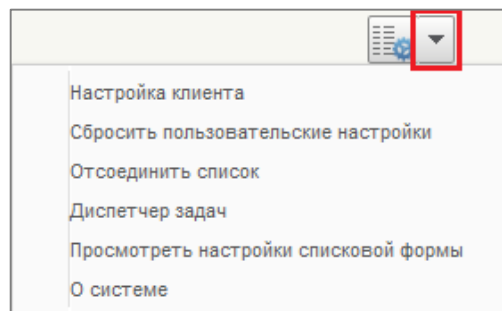 Настройка клиента
Сбросить пользовательские настройки
Отсоединить список
Диспетчер задач
Просмотреть настройки списковой формы
О системе